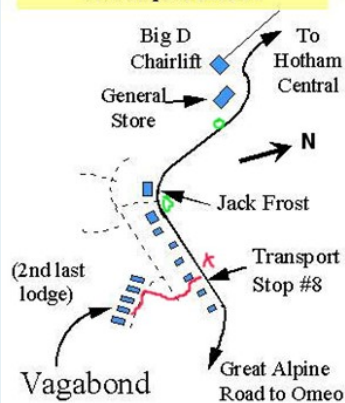 Big D
Chairlift
To
Hotham
Central
General
Store
N
Jack Frost
Transport
Stop #8
(2nd last
lodge)
Vagabond
Great Alpine
Road to Omeo